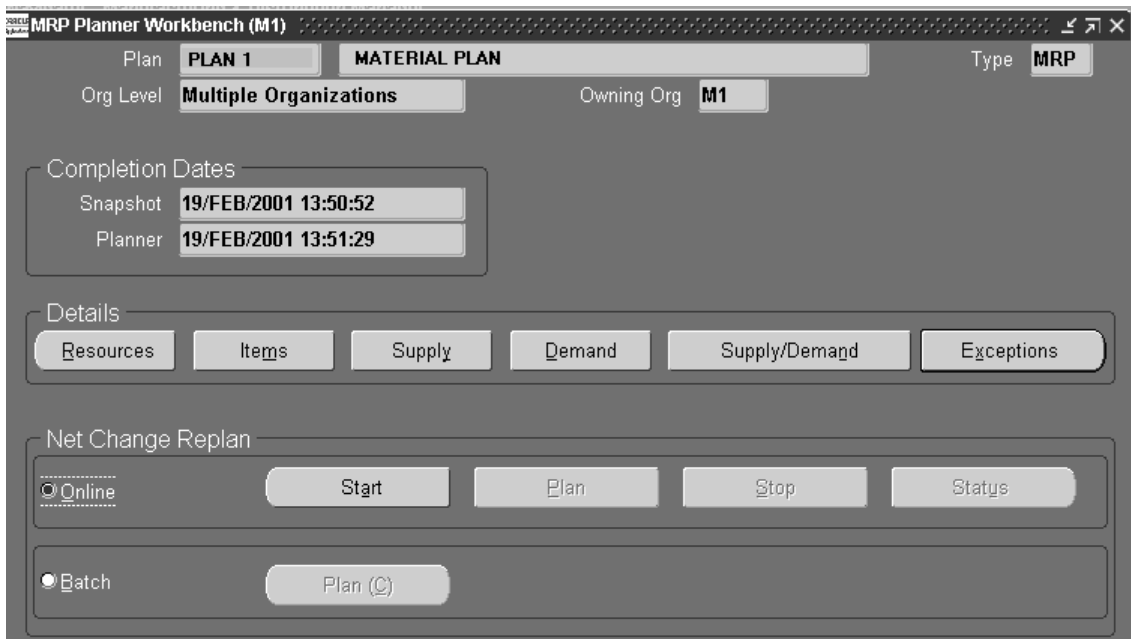 MRP Planner Workbench (M1)
Plan PLAN 1 MATERIAL PLAN Type MRP
Org Level Multiple Organizations Owning Org M1
Completion Dates
Snapshot 19/FEB/2001 13:50:52
Planner 19/FEB/2001 13:51:29
Details
Resources Items Supply Demand Supply/Demand Exceptions
Net Change Replan
Online Start Plan Stop Status
Batch Plan (C)